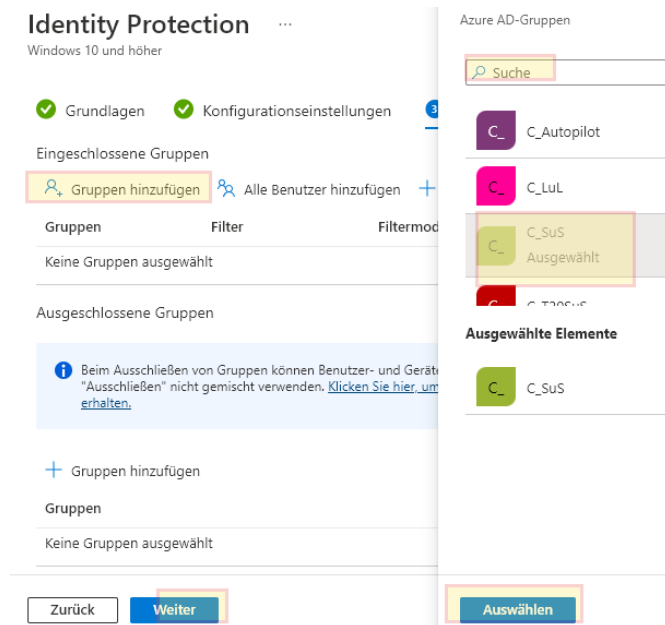 Identity Protection ...
Windows 10 und höher
Grundlagen
Konfigurationseinstellungen
3
Eingeschlossene Gruppen
Gruppen hinzufügen
Alle Benutzer hinzufügen
Gruppen Filter Filtermod
Keine Gruppen ausgewählt
Ausgeschlossene Gruppen
Beim Ausschließen von Gruppen können Benutzer- und Geräte
"Ausschließen" nicht gemischt verwenden. Klicken Sie hier, um
erhalten.
Gruppen hinzufügen
Gruppen
Keine Gruppen ausgewählt
Zurück
Weiter
Azure AD-Gruppen
Suche
C_ C_Autopilot
C_ C_LuL
C_ C_SuS
Ausgewählt
Ausgewählte Elemente
C_ C_SuS
Auswählen